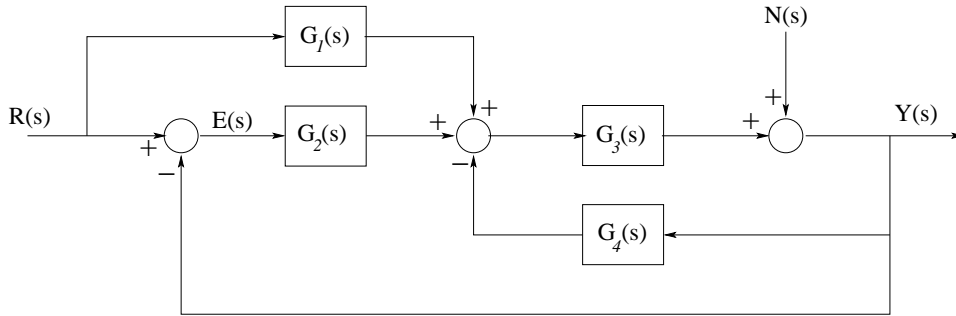 N(s)
G1(s)
+
+
R(s)
+
E(s)
G2(s)
+
G3(s)
+
Y(s)
−
−
G4(s)